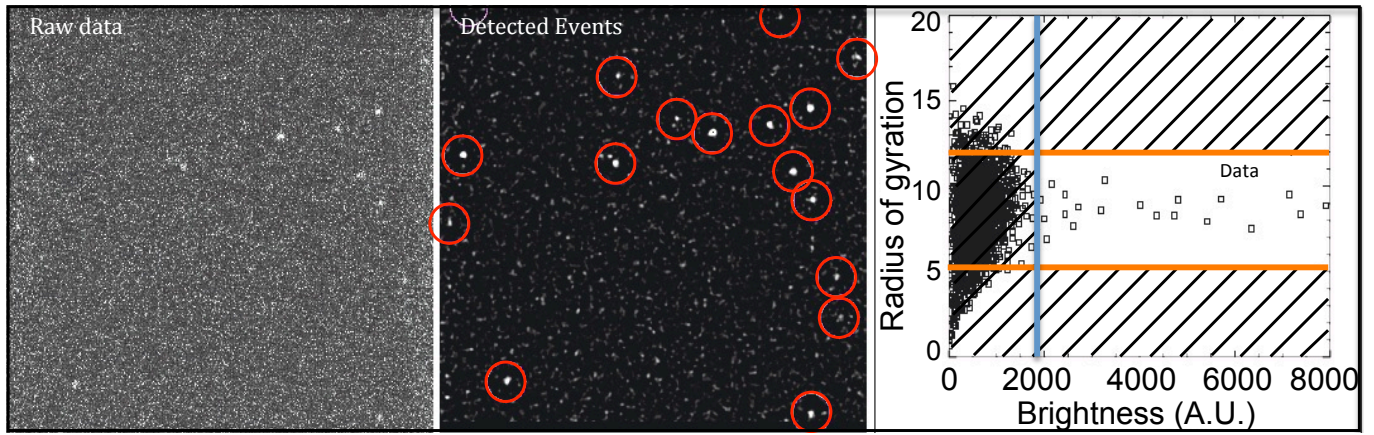 Raw data
Detected Events
Radius of gyration
20
15
10
5
0
Data
0 2000 4000 6000 8000
Brightness (A.U.)